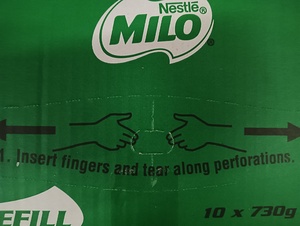 Nestlé
MILO®
1. Insert fingers and tear along perforations.
EFILL
10 x 730g